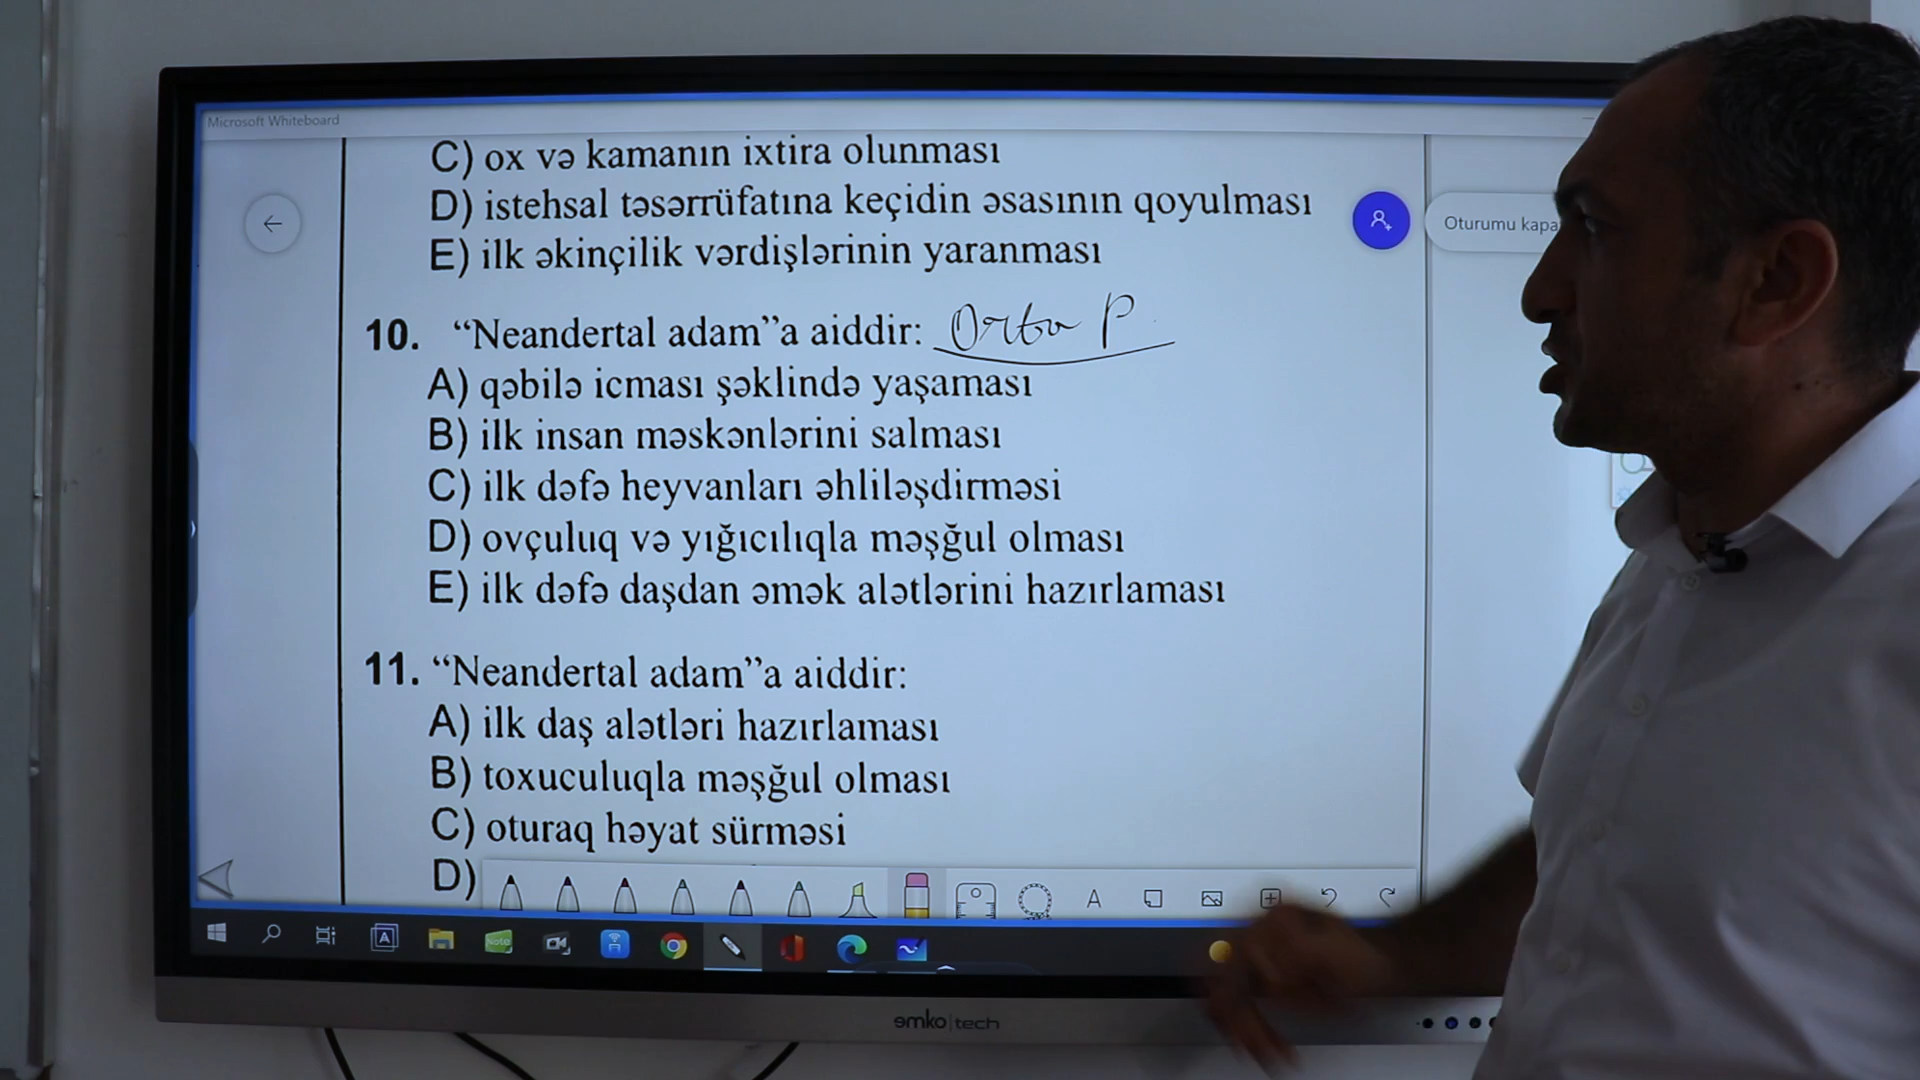 Microsoft Whiteboard
C) ox və kamanın ixtira olunması
D) istehsal təsərrüfatına keçidin əsasının qoyulması
E) ilk əkinçilik vərdişlərinin yaranması
Oturumu kapa
10. “Neandertal adam”a aiddir: Orta P.
A) qəbilə icması şəklində yaşaması
B) ilk insan məskənlərini salması
C) ilk dəfə heyvanları əhliləşdirməsi
D) ovçuluq və yığıcılıqla məşğul olması
E) ilk dəfə daşdan əmək alətlərini hazırlaması
11. “Neandertal adam”a aiddir:
A) ilk daş alətləri hazırlaması
B) toxuculuqla məşğul olması
C) oturaq həyat sürməsi
D)
A
A
Note
emko|tech